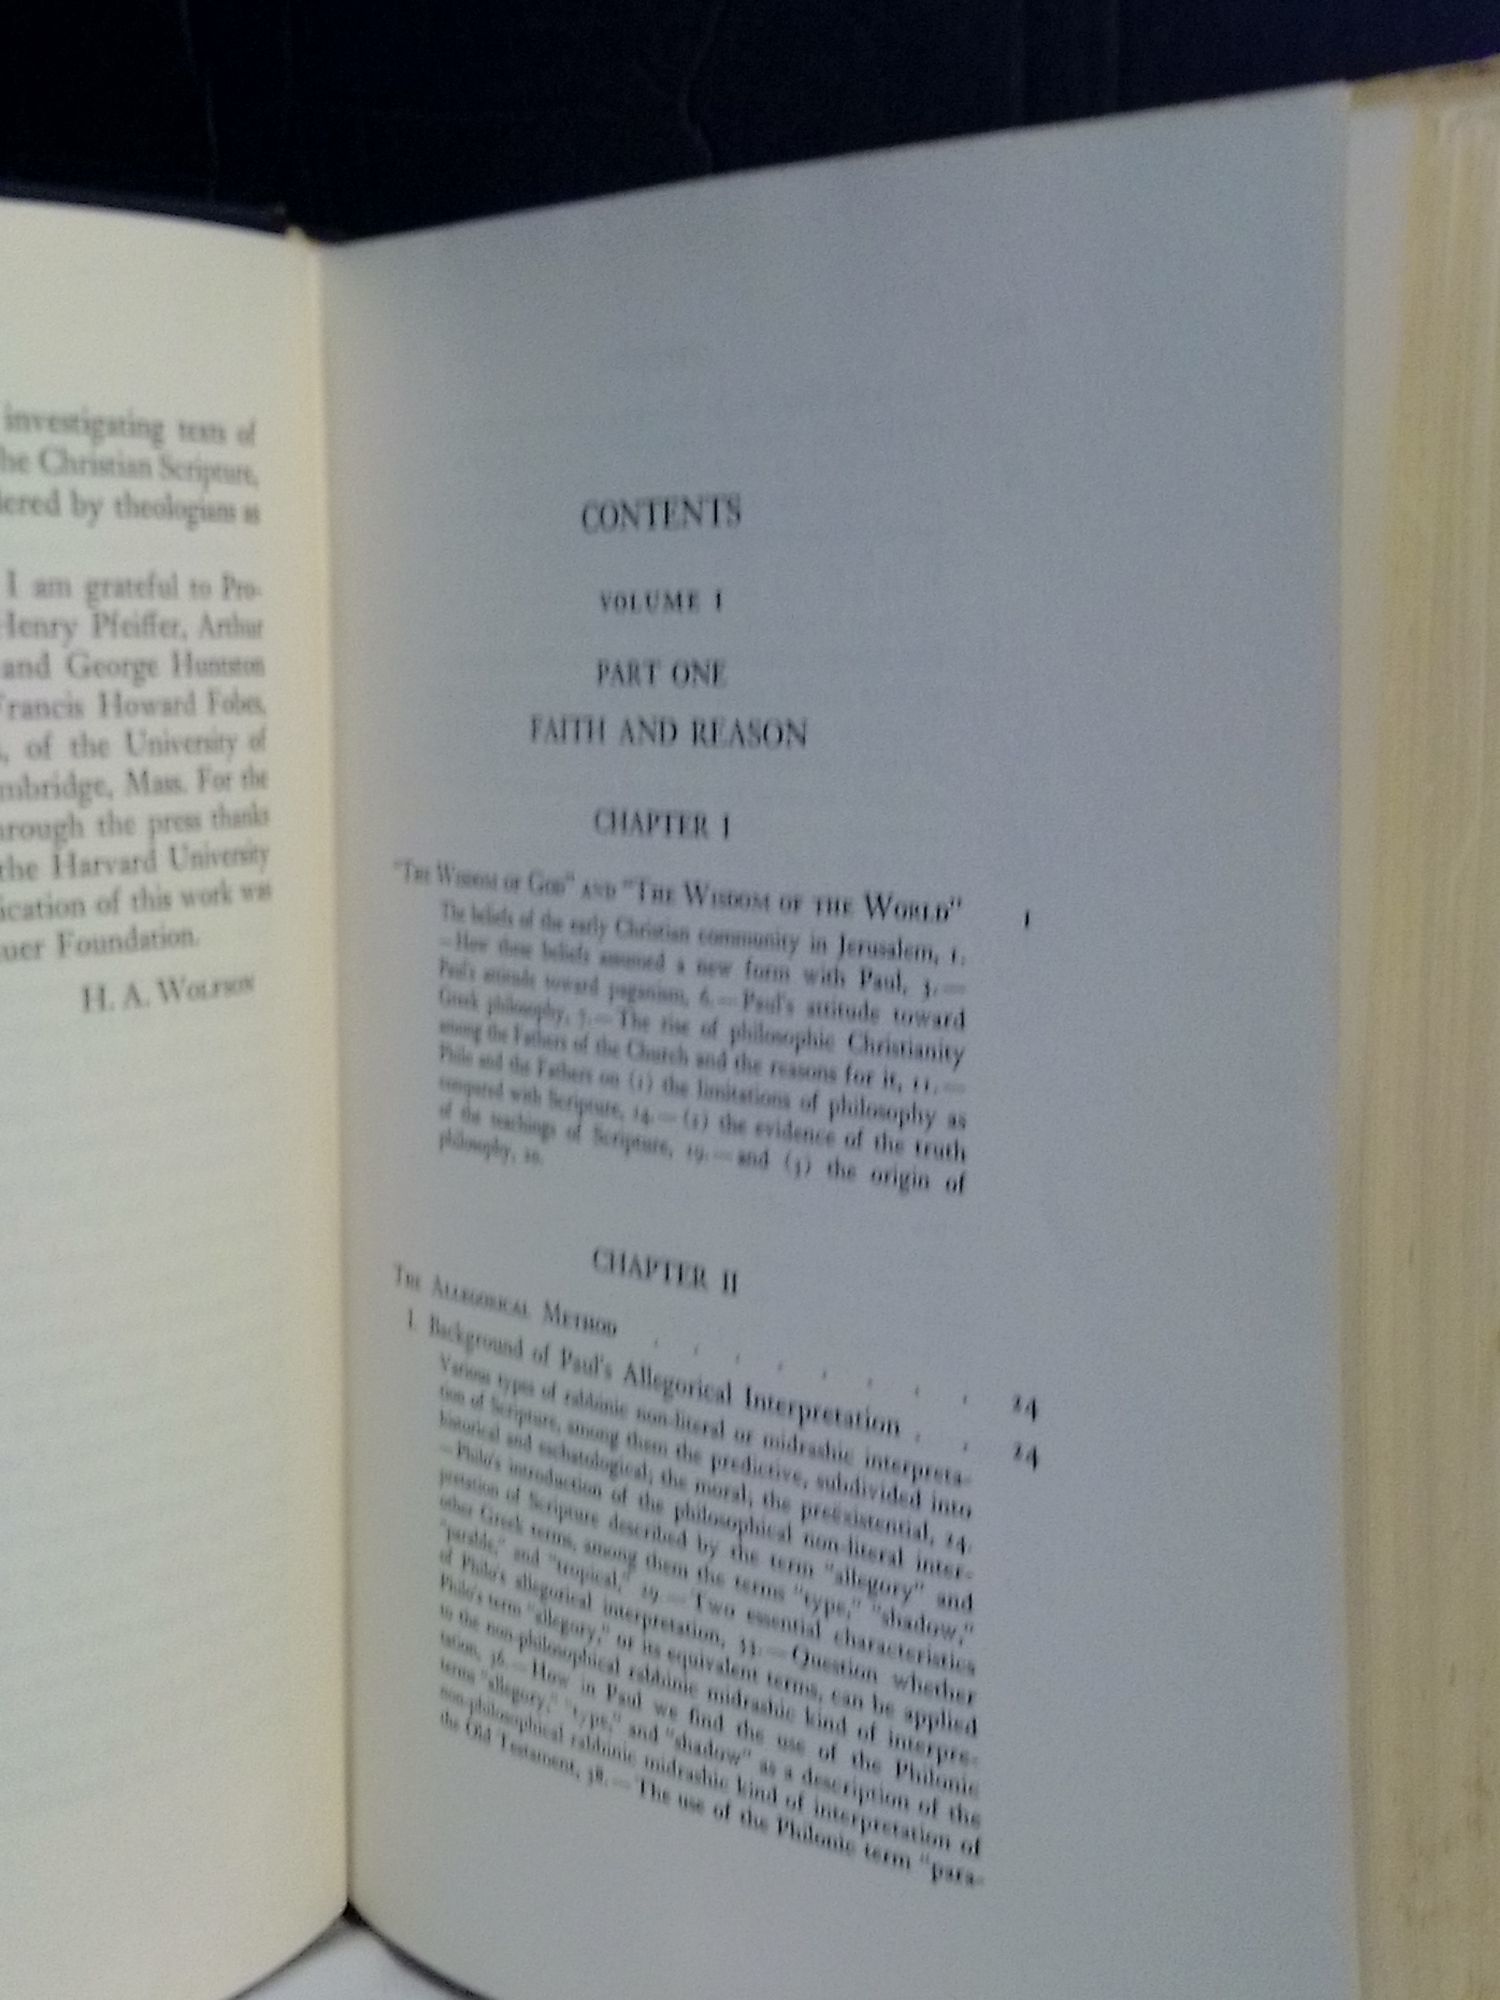 investigating texts of
he Christian Scripture,
dered by theologians as
I am grateful to Pro-
Henry Pfeiffer, Arthur
and George Huntston
Francis Howard Fobes,
, of the University of
mbridge, Mass. For the
hrough the press thanks
the Harvard University
ication of this work was
uer Foundation.
H. A. Wolfson
CONTENTS
VOLUME I
PART ONE
FAITH AND REASON
CHAPTER I
"The Wisdom of God" and "The Wisdom of the World" 1
The beliefs of the early Christian community in Jerusalem, 1.
—How these beliefs assumed a new form with Paul, 3.—
Paul's attitude toward paganism, 6.—Paul's attitude toward
Greek philosophy, 7.—The rise of philosophic Christianity
among the Fathers of the Church and the reasons for it, 11.—
Philo and the Fathers on (1) the limitations of philosophy as
compared with Scripture, 14.—(2) the evidence of the truth
of the teachings of Scripture, 19.—and (3) the origin of
philosophy, 20.
CHAPTER II
The Allegorical Method . . . . . . . . 24
I. Background of Paul's Allegorical Interpretation . . 24
Various types of rabbinic non-literal or midrashic interpreta-
tion of Scripture, among them the predictive, subdivided into
historical and eschatological; the moral; the preëxistential, 24.
—Philo's introduction of the philosophical non-literal inter-
pretation of Scripture described by the term "allegory" and
other Greek terms, among them the terms "type," "shadow,"
"parable," and "tropical," 29.—Two essential characteristics
of Philo's allegorical interpretation, 33.—Question whether
Philo's term "allegory," or its equivalent terms, can be applied
to the non-philosophical rabbinic midrashic kind of interpre-
tation, 36.—How in Paul we find the use of the Philonic
terms "allegory," "type," and "shadow" as a description of the
non-philosophical rabbinic midrashic kind of interpretation of
the Old Testament, 38.—The use of the Philonic term "para-